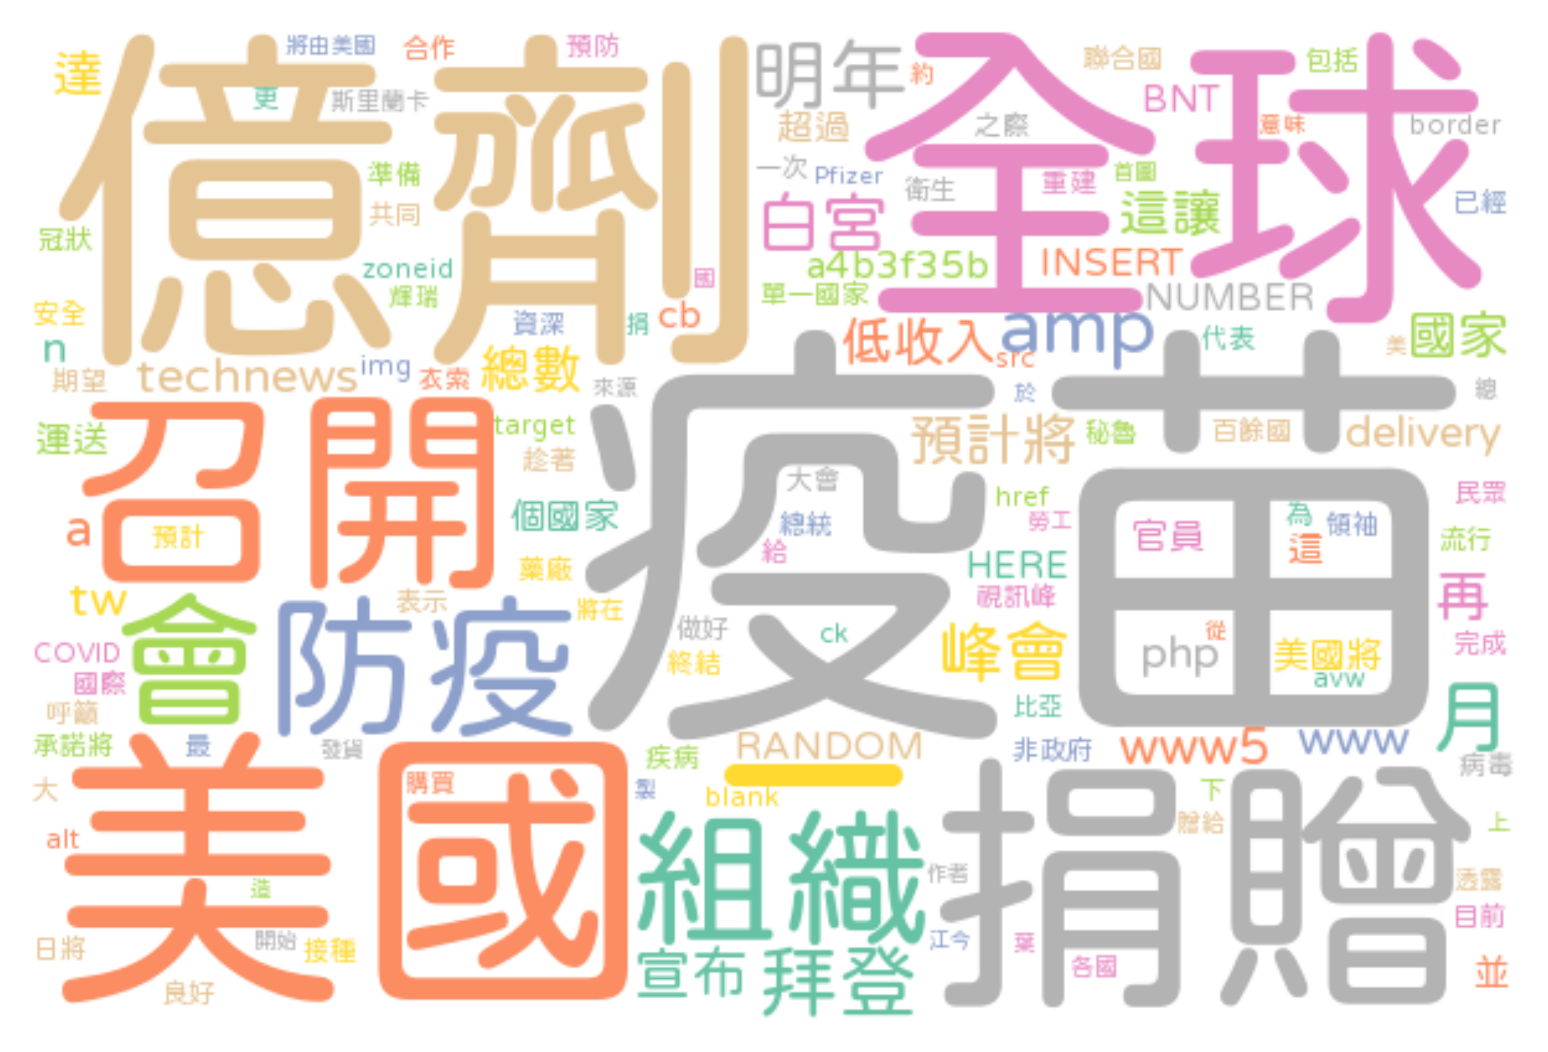 達
將由美國
合作
預防
億劑
更
斯里蘭卡
明年
約
全球
聯合國
包括
BNT
border
超過
之際
意味
一次
Pfizer
衛生
重建
首圖
準備
共同
白宮
這讓
已經
冠狀
zoneid
輝瑞
國
a4b3f35b
INSERT
單一國家
NUMBER
安全
資深
捐
cb
低收入
amp
代表
美
國家
n
期望
technews
img
衣索
總數
來源
src
於
總
召開
target
疫苗
預計將
秘魯
百餘國
delivery
運送
趁著
大會
href
民眾
a
預計
個國家
總統
勞工
官員
為
領袖
這
流行
給
藥廠
HERE
tw
表示
將在
視訊峰
再
會
防疫
做好
ck
峰會
php
從
美國將
完成
COVID
國際
終結
avw
呼籲
比亞
月
承諾將
最
發貨
疾病
RANDOM
非政府
www5
www
病毒
美國
購買
大
製
blank
捐贈
下
贈給
上
alt
組織
造
作者
透露
目前
日將
開始
接種
江今
葉
宣布
拜登
各國
並
良好